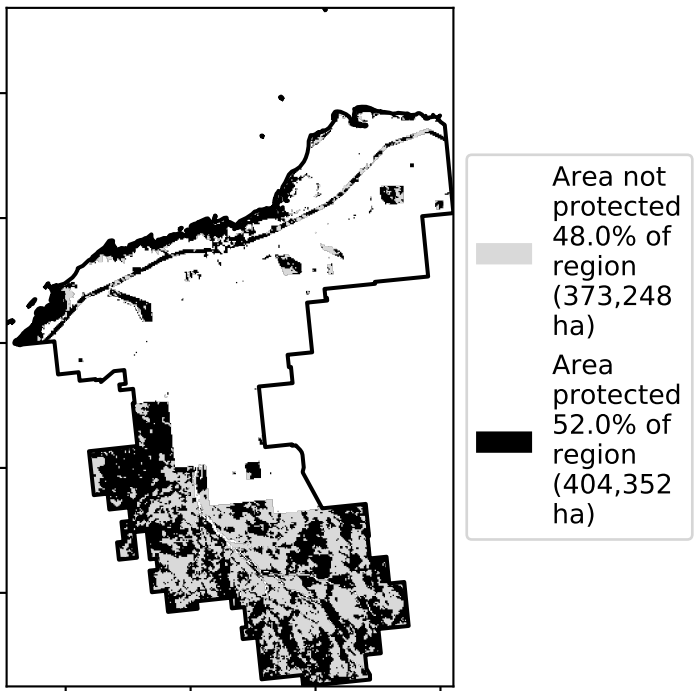 Area not
protected
48.0% of
region
(373,248
ha)
Area
protected
52.0% of
region
(404,352
ha)